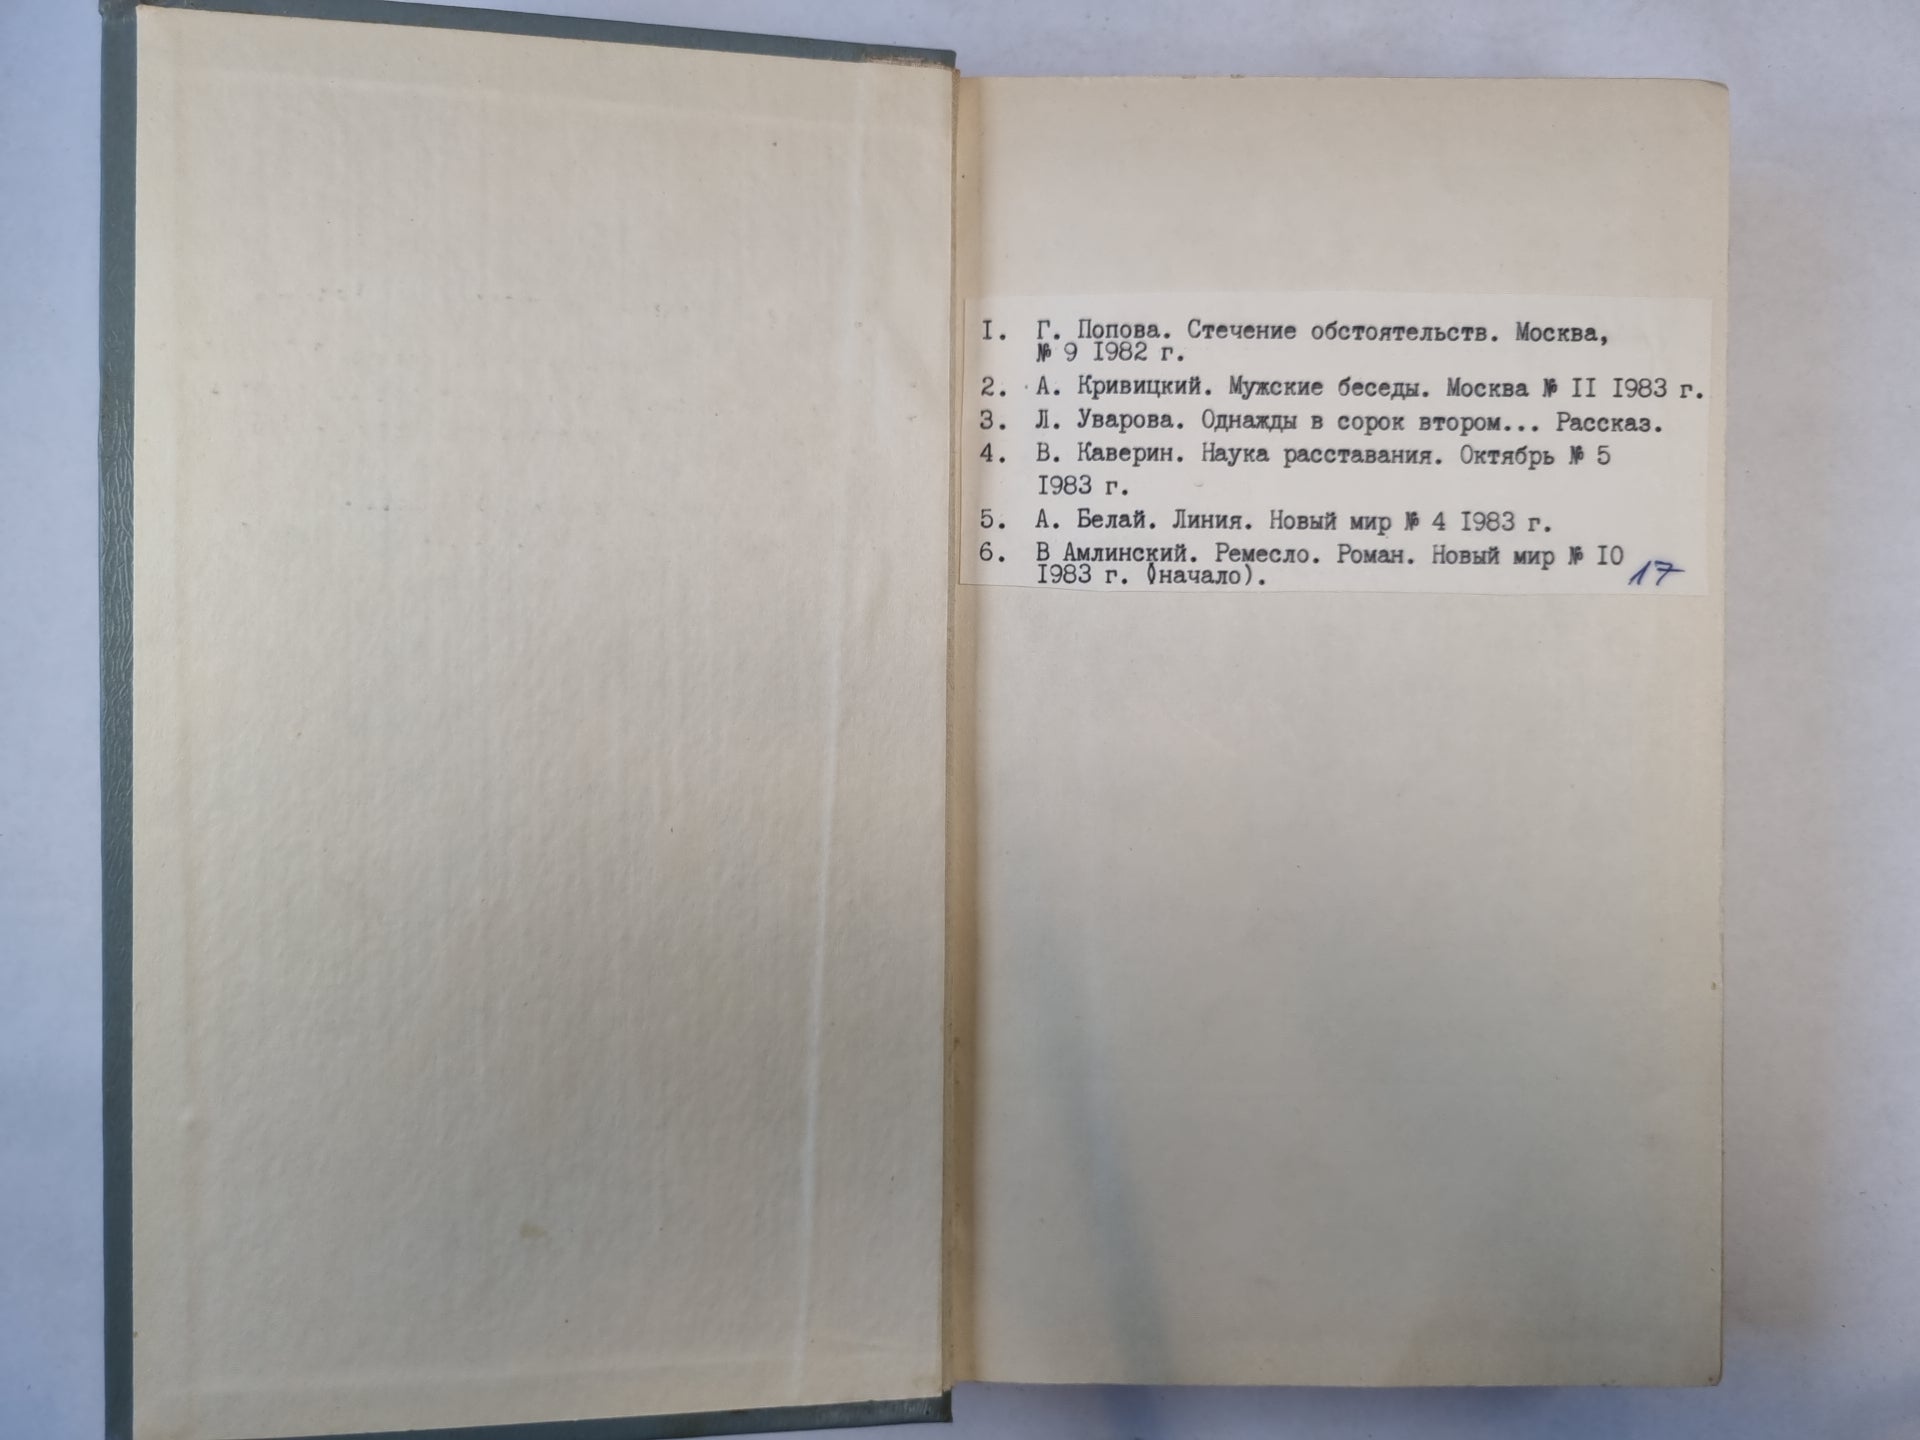 I. Г. Попова. Стечение обстоятельств. Москва,
№ 9 I982 г.
2. А. Кривицкий. Мужские беседы. Москва № II I983 г.
3. Л. Уварова. Однажды в сорок втором... Рассказ.
4. В. Каверин. Наука расставания. Октябрь № 5
I983 г.
5. А. Белай. Линия. Новый мир № 4 I983 г.
6. В Амлинский. Ремесло. Роман. Новый мир № IO
I983 г. (начало).
17